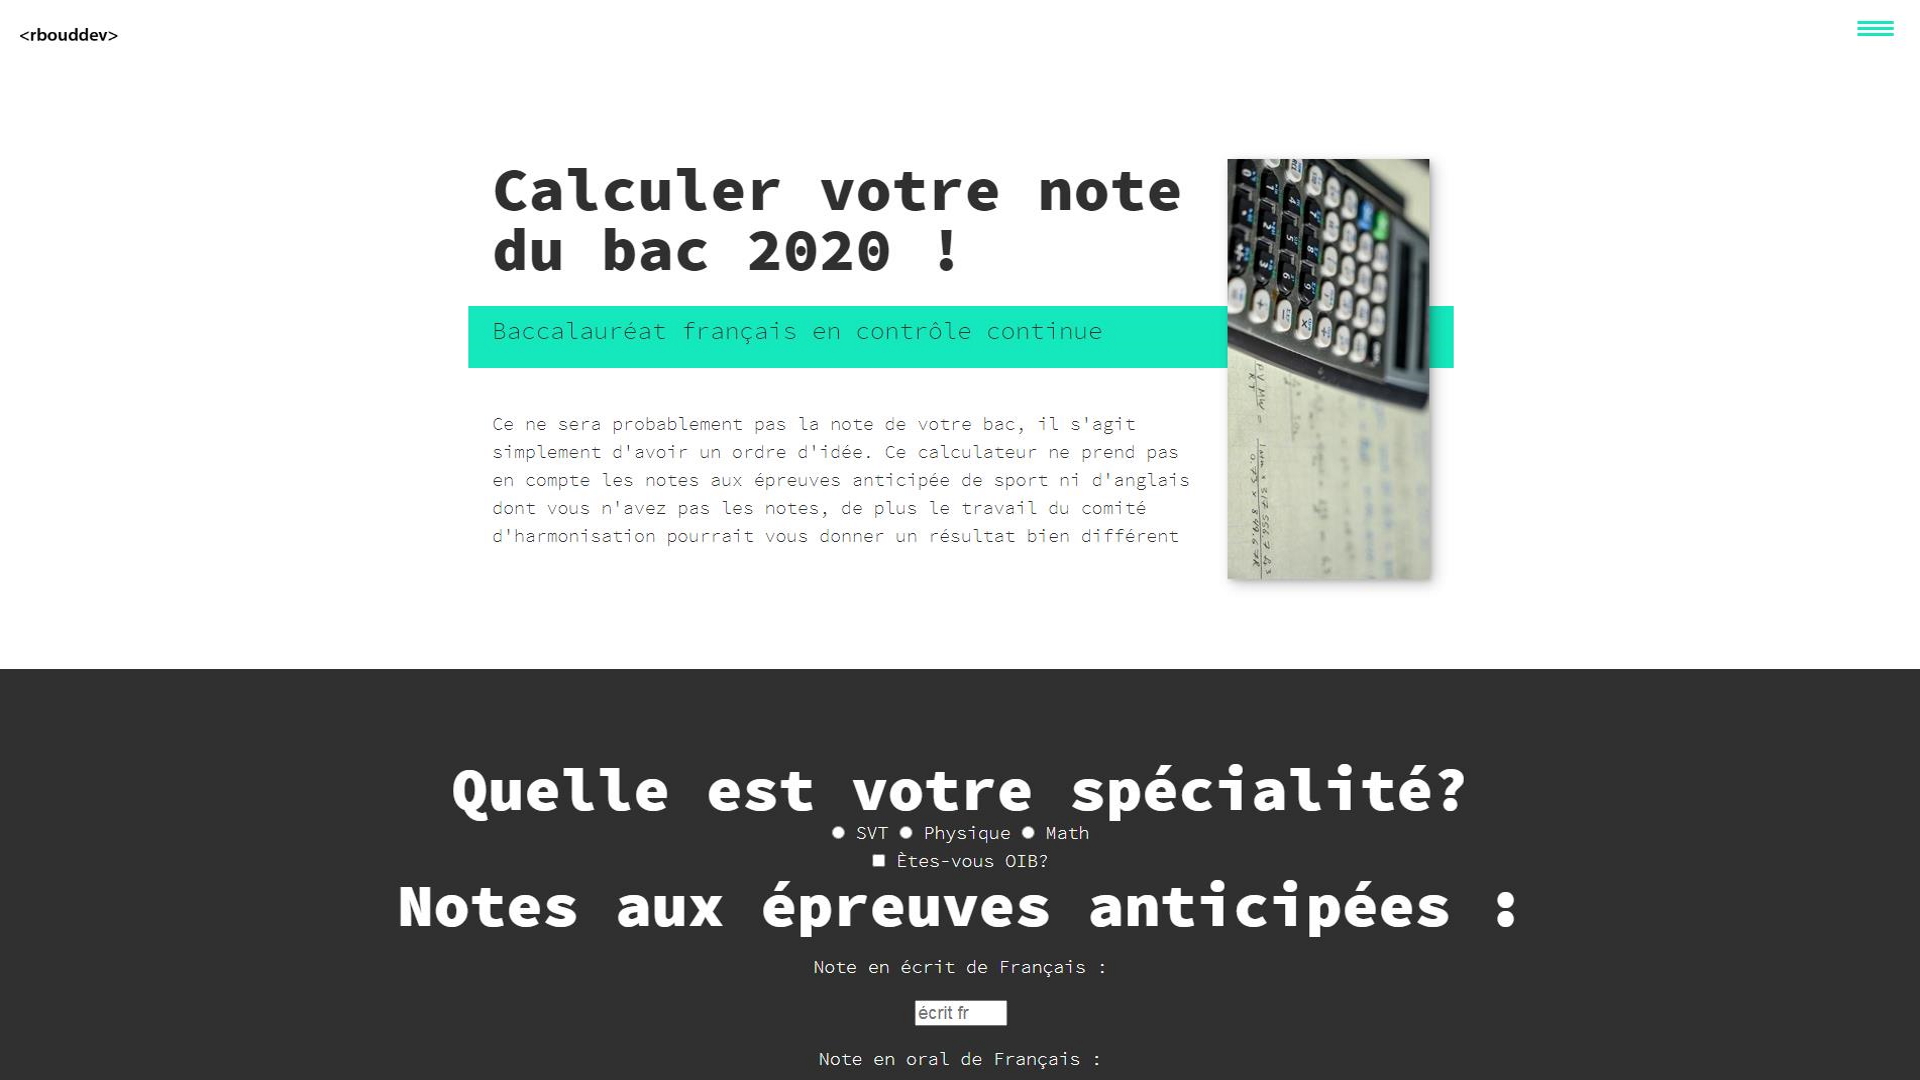 <rbouddev>
Calculer votre note
du bac 2020 !
Baccalauréat français en contrôle continue
Ce ne sera probablement pas la note de votre bac, il s'agit
simplement d'avoir un ordre d'idée. Ce calculateur ne prend pas
en compte les notes aux épreuves anticipée de sport ni d'anglais
dont vous n'avez pas les notes, de plus le travail du comité
d'harmonisation pourrait vous donner un résultat bien différent
Quelle est votre spécialité?
SVT Physique Math
Ètes-vous OIB?
Notes aux épreuves anticipées :
Note en écrit de Français :
écrit fr
Note en oral de Français :